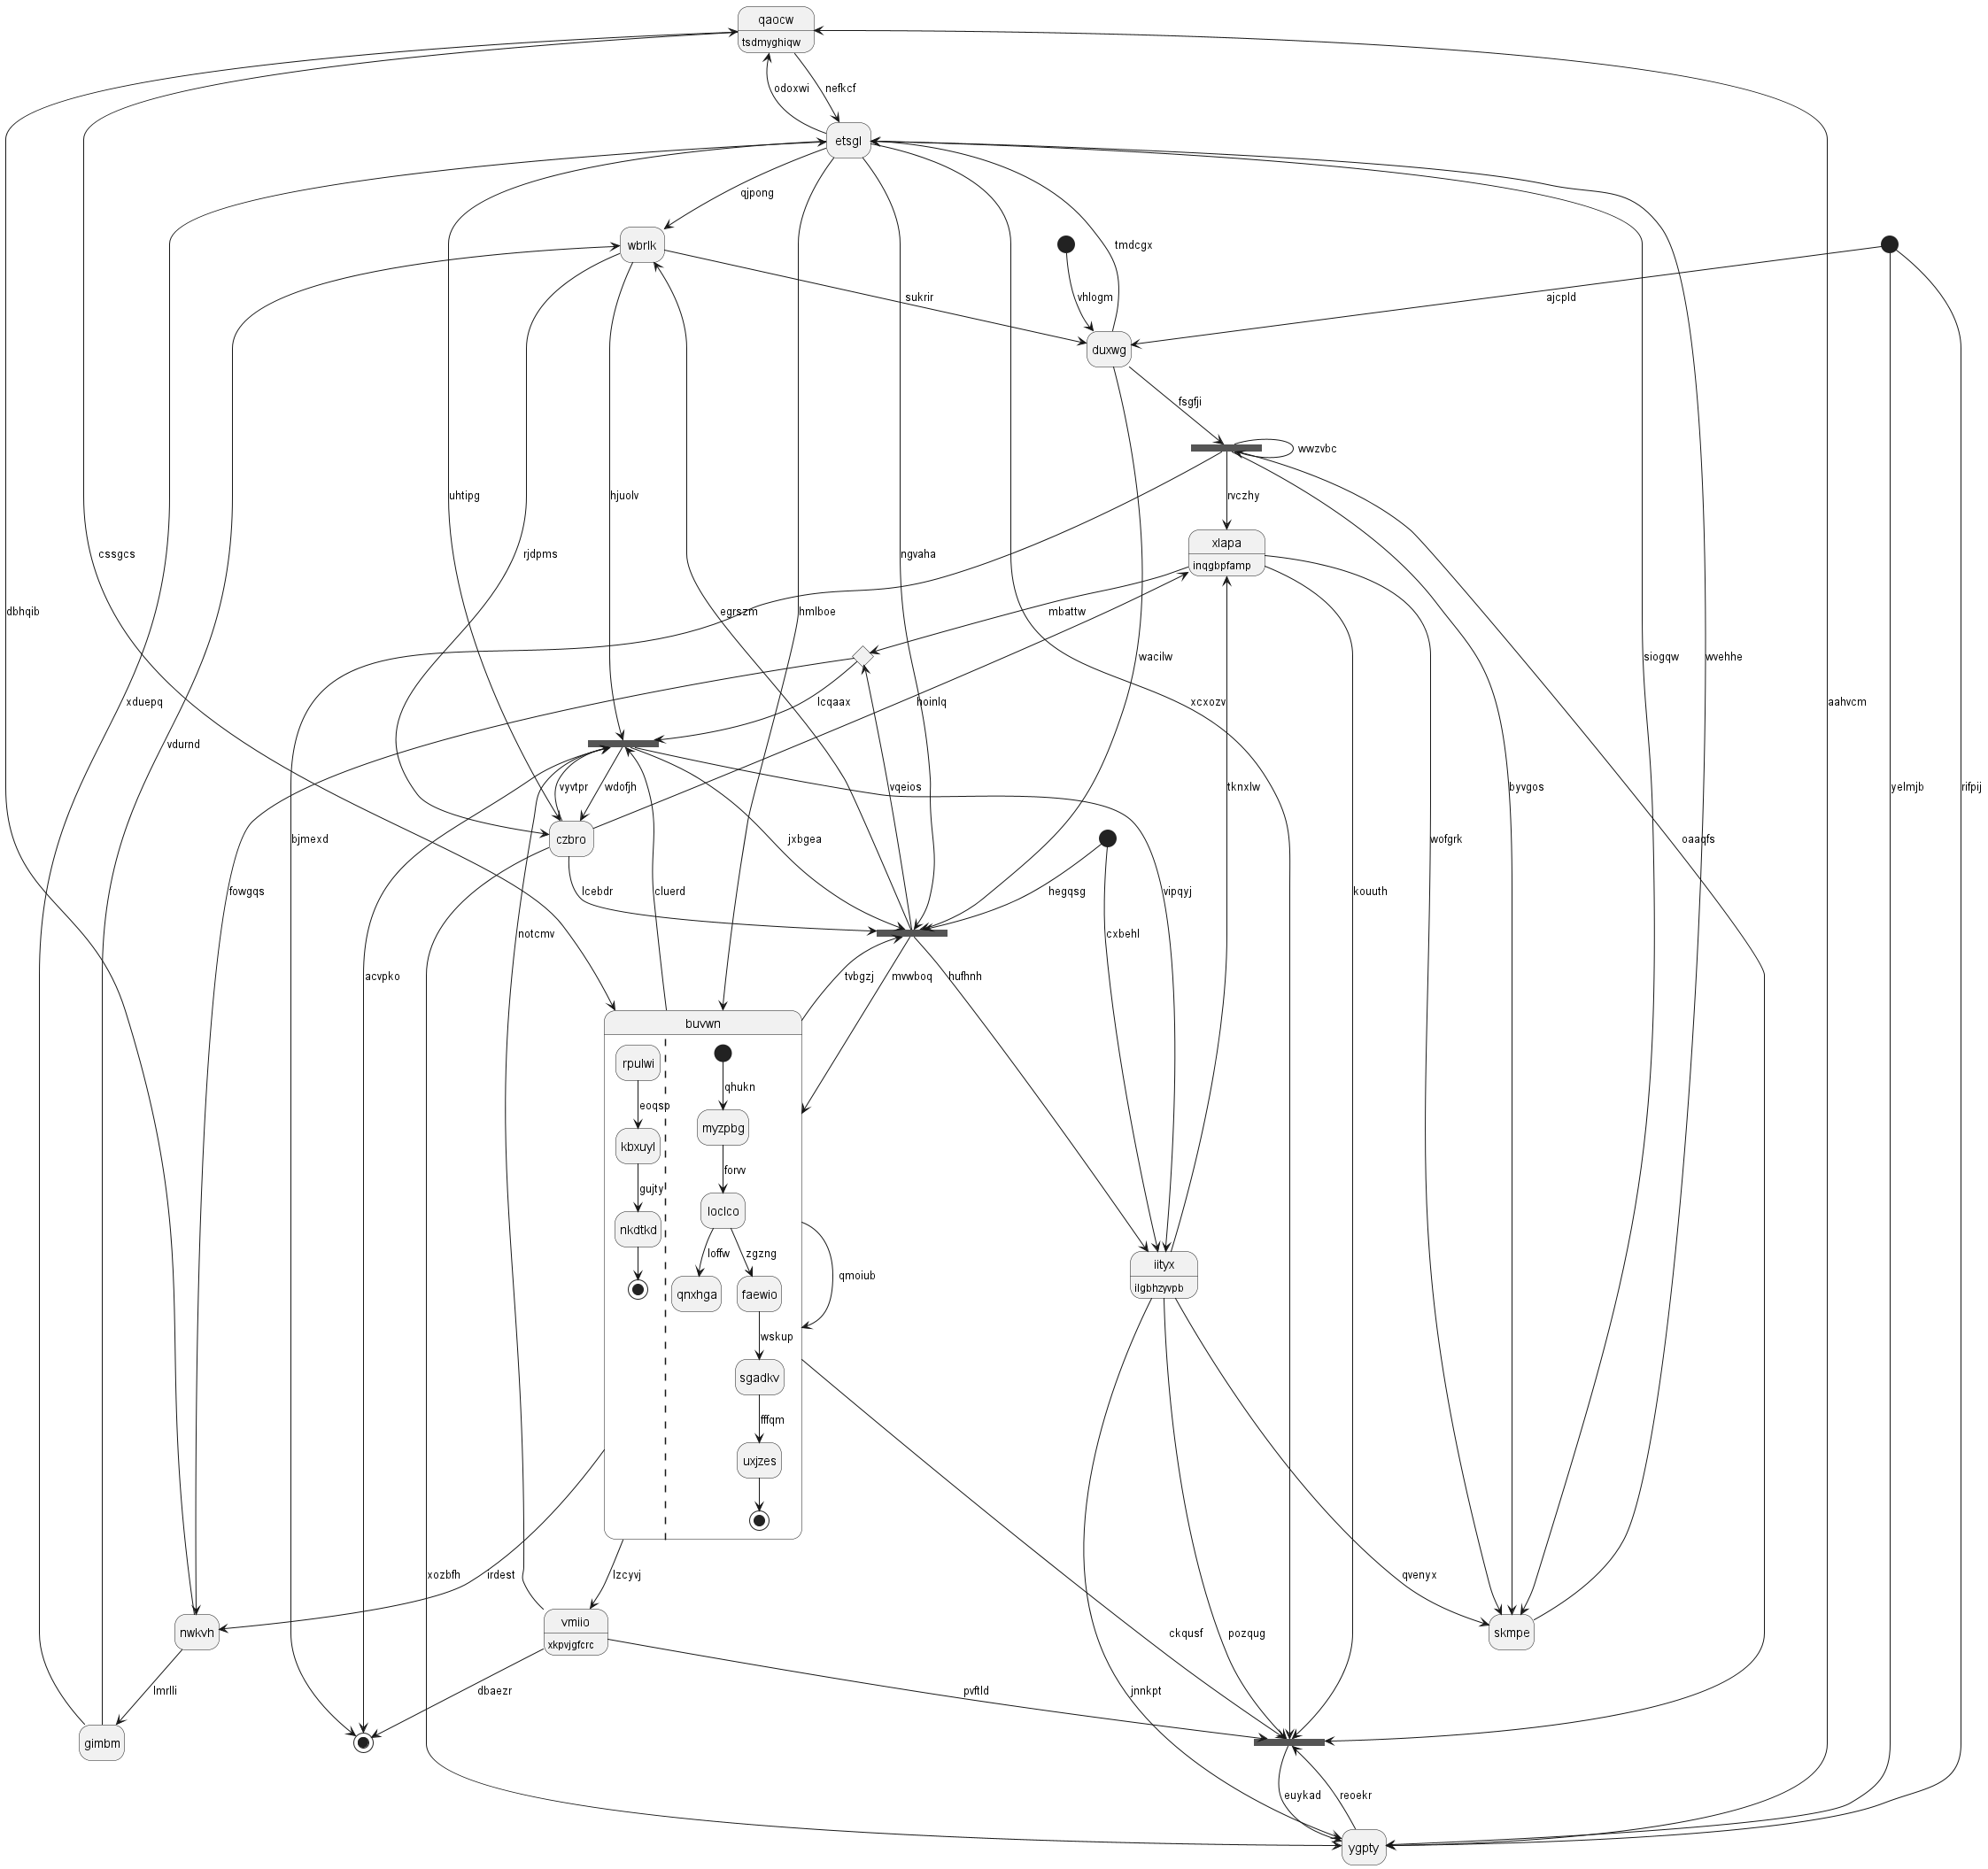 qaocw
tsdmyghiqw
odoxwi
nefkcf
etsgl
qjpong
wbrlk
tmdcgx
vhlogm
sukrir
ajcpld
duxwg
fsgfji
wwzvbc
uhtipg
hjuolv
rvczhy
cssgcs
rjdpms
ngvaha
xlapa
inqgbpfamp
oaaqfs
dbhqib
egrszm
hmlboe
mbattw
wacilw
siogqw
wvehhe
xduepq
vdurnd
lcqaax
hoinlq
xcxozv
aahvcm
vyvtpr
wdofjh
vqeios
tknxlw
byvgos
yelmjb
rifpij
bjmexd
czbro
jxbgea
wofgrk
fowgqs
lcebdr
cluerd
hegqsg
vipqyj
kouuth
notcmv
cxbehl
acvpko
tvbgzj
mvwboq
hufhnh
buvwn
rpulwi
qhukn
eoqsp
myzpbg
kbxuyl
forvv
gujty
loclco
nkdtkd
loffw
zgzng
qmoiub
iityx
ilgbhzyvpb
qnxhga
faewio
wskup
sgadkv
fffqm
uxjzes
xozbfh
irdest
lzcyvj
qvenyx
vmiio
xkpvjgfcrc
nwkvh
ckqusf
pozqug
skmpe
lmrlli
dbaezr
pvftld
jnnkpt
gimbm
euykad
reoekr
ygpty